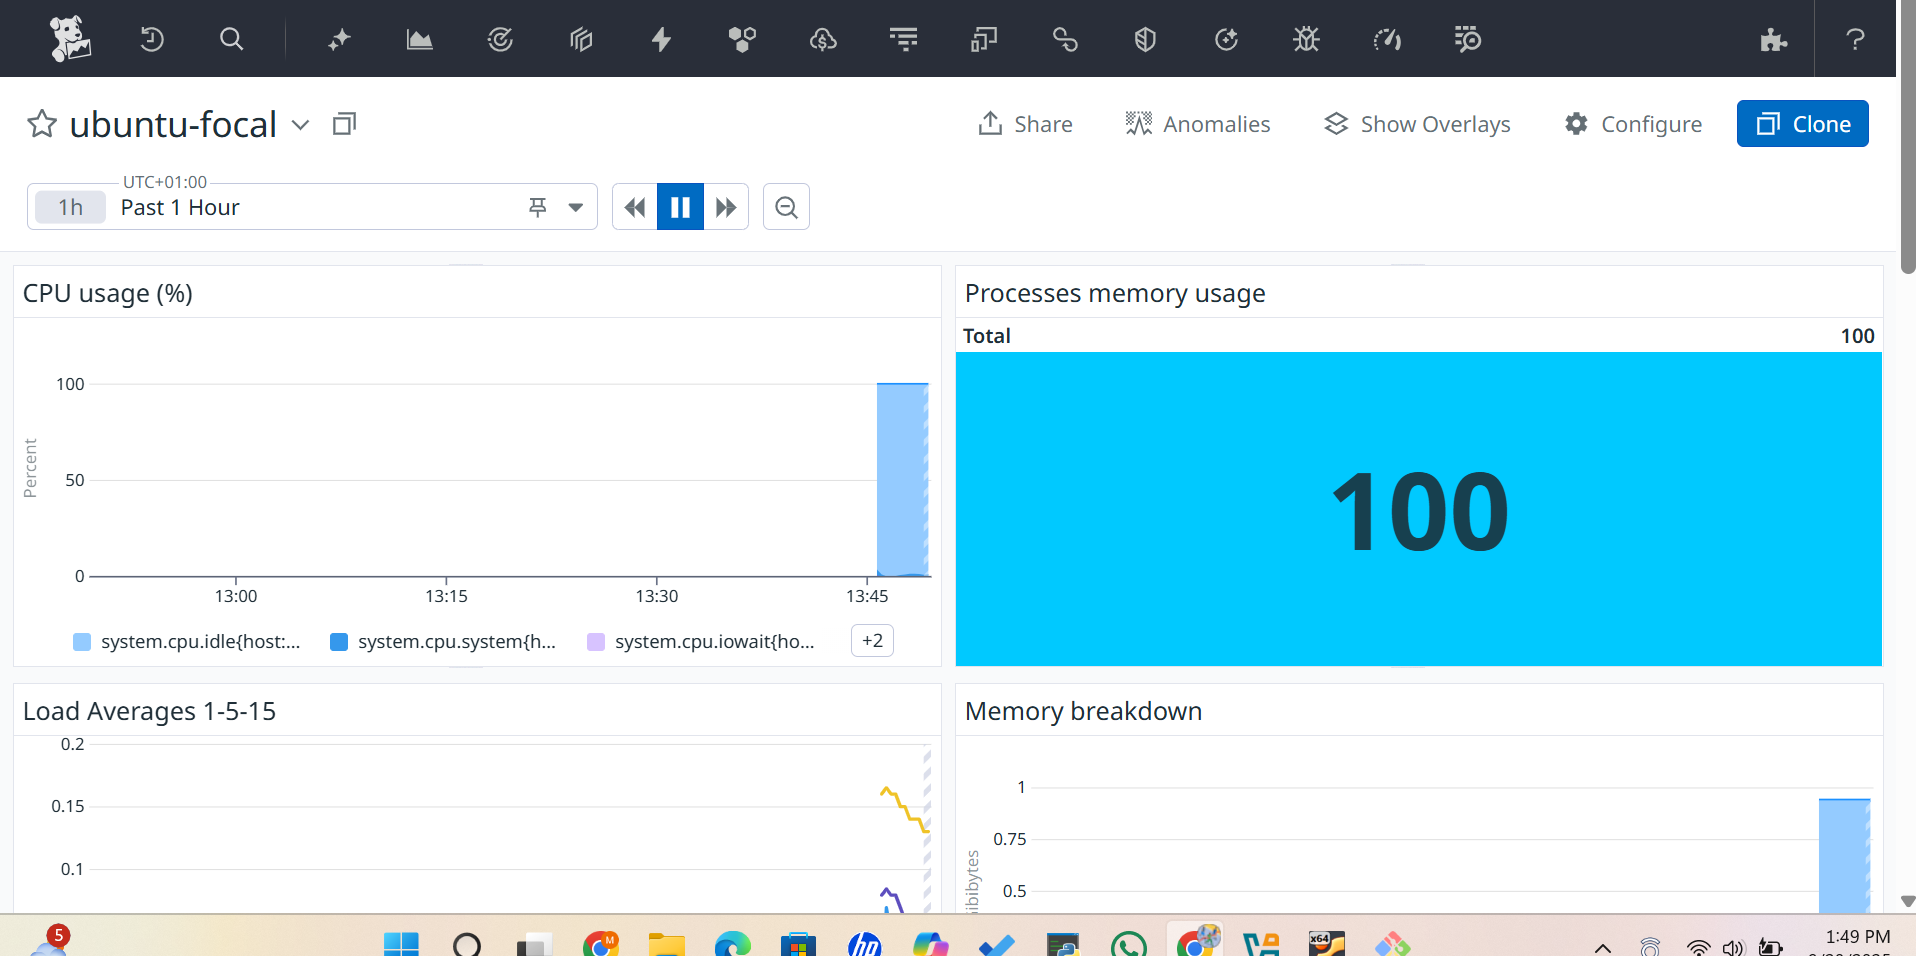 ubuntu-focal
Share
Anomalies
Show Overlays
Configure
Clone
UTC+01:00
1h
Past 1 Hour
CPU usage (%)
Percent
100
50
0
13:00
13:15
13:30
13:45
system.cpu.idle{host:...
system.cpu.system{h...
system.cpu.iowait{ho...
+2
Processes memory usage
Total
100
100
Load Averages 1-5-15
0.2
0.15
0.1
Memory breakdown
1
0.75
0.5
5
M
hp
x64
1:49 PM